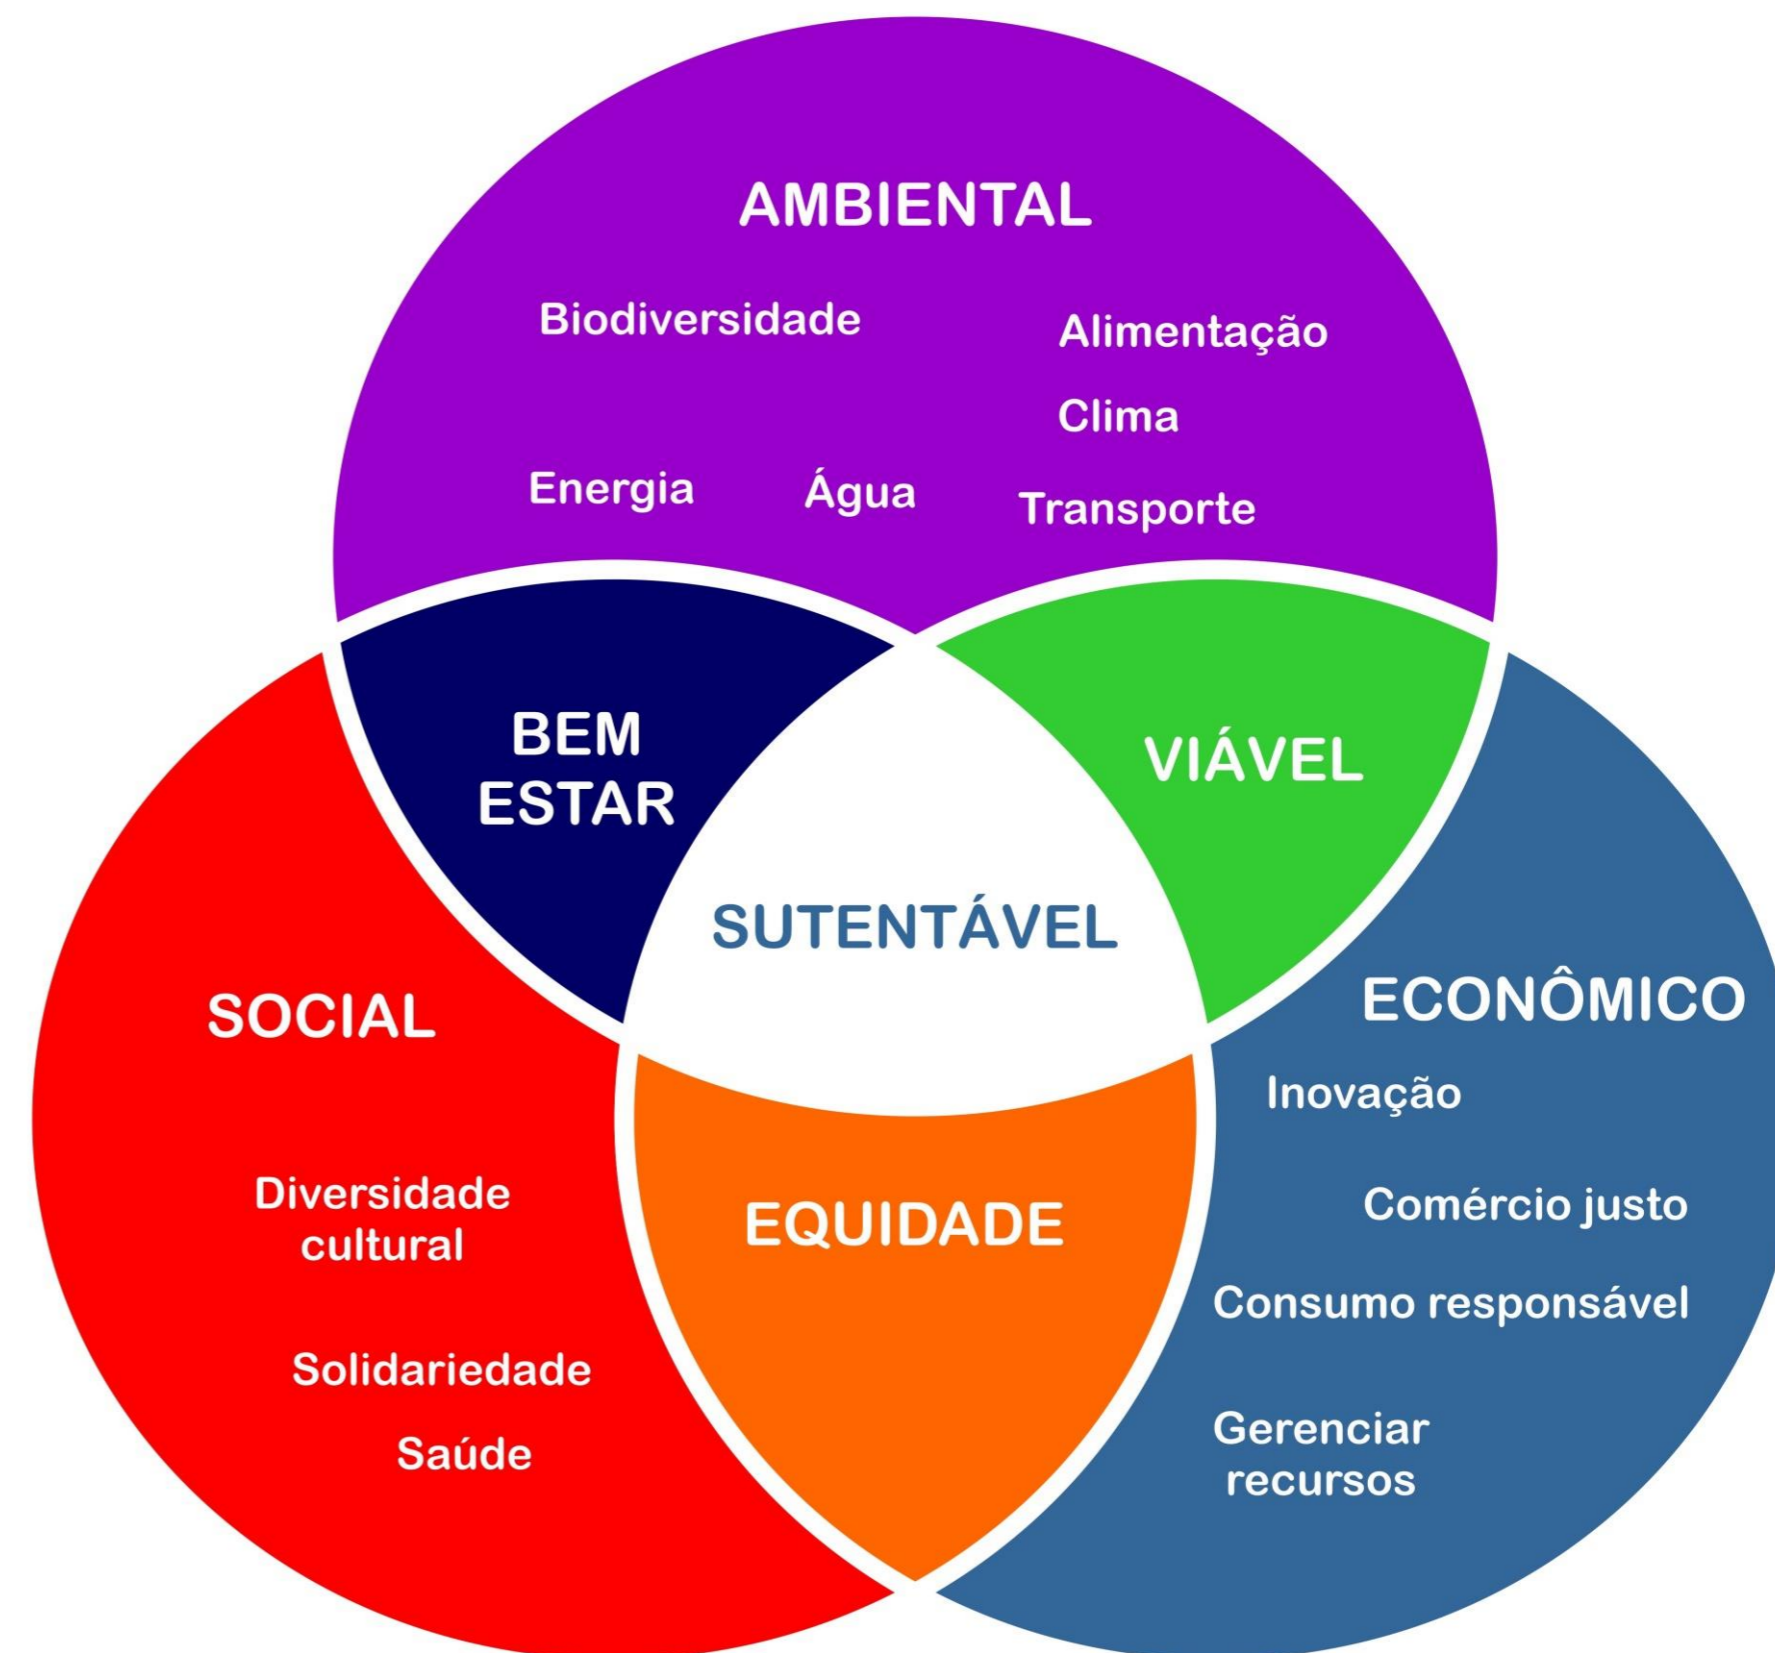 AMBIENTAL
Biodiversidade
Alimentação
Clima
Energia
Água
Transporte
BEM
ESTAR
VIÁVEL
SUTENTÁVEL
SOCIAL
Diversidade
cultural
Solidariedade
Saúde
EQUIDADE
ECONÔMICO
Inovação
Comércio justo
Consumo responsável
Gerenciar
recursos